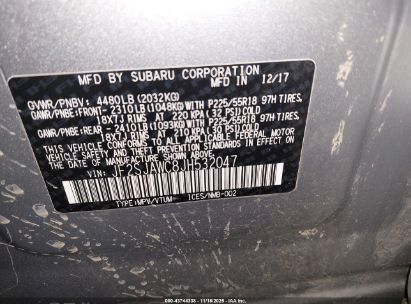 MFD BY SUBARU CORPORATION 12/17
GVWR/PNBV: 4480LB (2032KG)
GAWR/PNBE:FRONT- 2310LB (1048KG) WITH P225/55R18 97H TIRES,
18X7J RIMS AT 220 KPA (32 PSI) COLD
GAWR/PNBE:REAR - 2410LB (1093KG) WITH P225/55R18 97H TIRES,
18X7J RIMS AT 210 KPA (30 PSI) COLD
THIS VEHICLE CONFORMS TO ALL APPLICABLE
FEDERAL MOTOR VEHICLE SAFETY, BUMPER, AND
THEFT PREVENTION STANDARDS IN EFFECT ON
THE DATE OF MANUFACTURE SHOWN ABOVE.
VIN: JF2SJAWC8JH532047
TYPE:MPV/VTUM ICES/NMB-002
11/18/2025